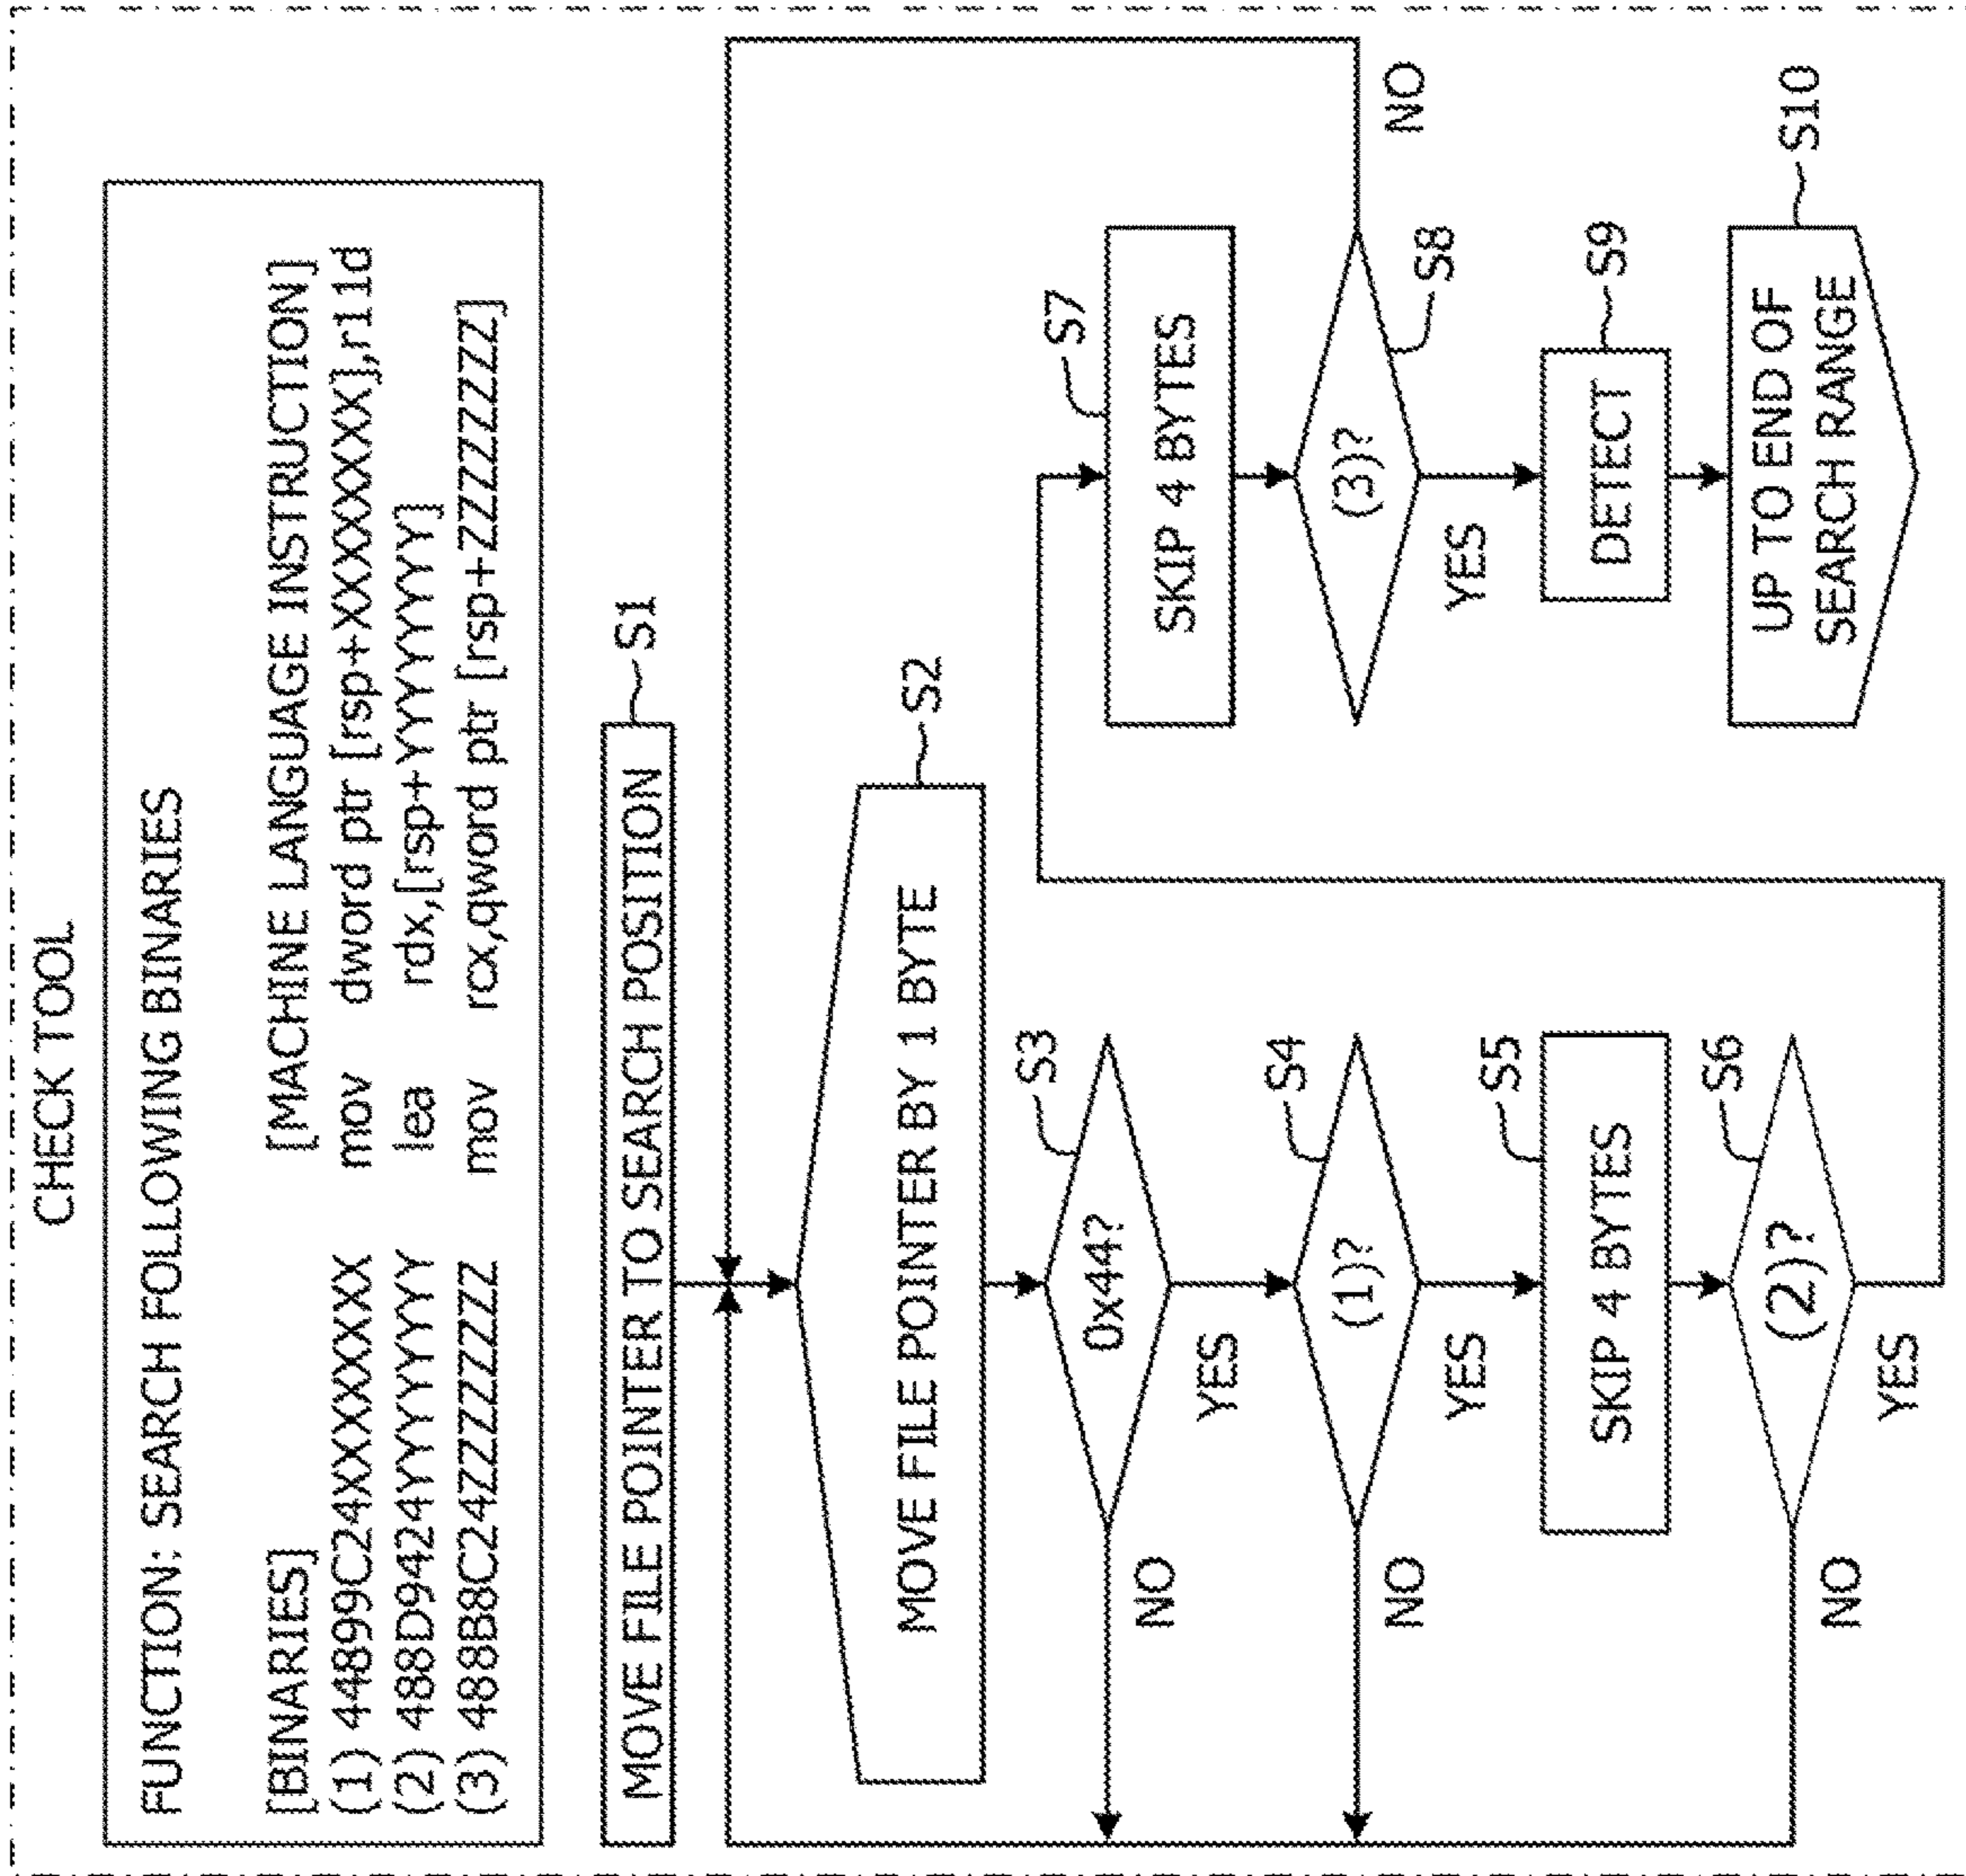 CHECK TOOL
FUNCTION: SEARCH FOLLOWING BINARIES
[BINARIES] [MACHINE LANGUAGE INSTRUCTION]
(1) 44899C24XXXXXXXX mov dword ptr [rsp+XXXXXXXX],r11d
(2) 488D9424YYYYYYYY lea rdx,[rsp+YYYYYYYY]
(3) 488B8C24ZZZZZZZZ mov rcx,qword ptr [rsp+ZZZZZZZZ]
MOVE FILE POINTER TO SEARCH POSITION
S1
MOVE FILE POINTER BY 1 BYTE
S2
0x44?
S3
NO
YES
(1)?
S4
NO
YES
SKIP 4 BYTES
S5
(2)?
S6
NO
YES
SKIP 4 BYTES
S7
(3)?
S8
NO
YES
DETECT
S9
UP TO END OF
SEARCH RANGE
S10